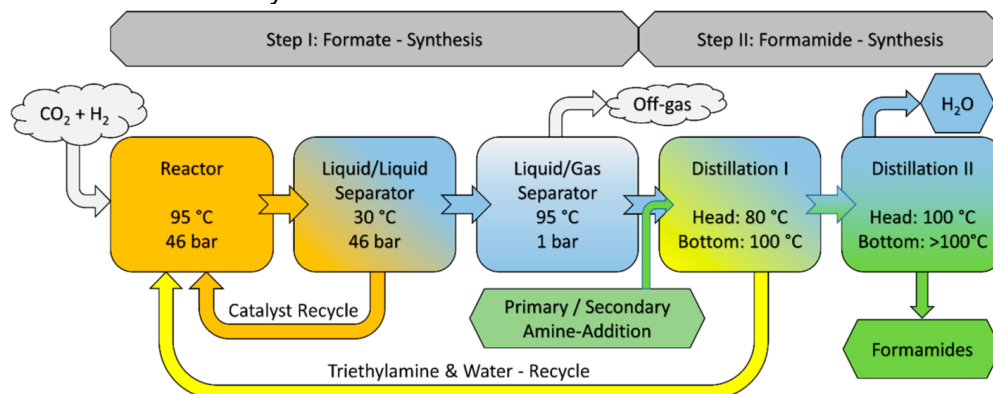 Step I: Formate - Synthesis
Step II: Formamide - Synthesis
CO₂ + H₂
Off-gas
H₂O
Reactor
95 °C
46 bar
Liquid/Liquid
Separator
30 °C
46 bar
Liquid/Gas
Separator
95 °C
1 bar
Distillation I
Head: 80 °C
Bottom: 100 °C
Distillation II
Head: 100 °C
Bottom: >100°C
Catalyst Recycle
Primary / Secondary
Amine-Addition
Formamides
Triethylamine & Water - Recycle